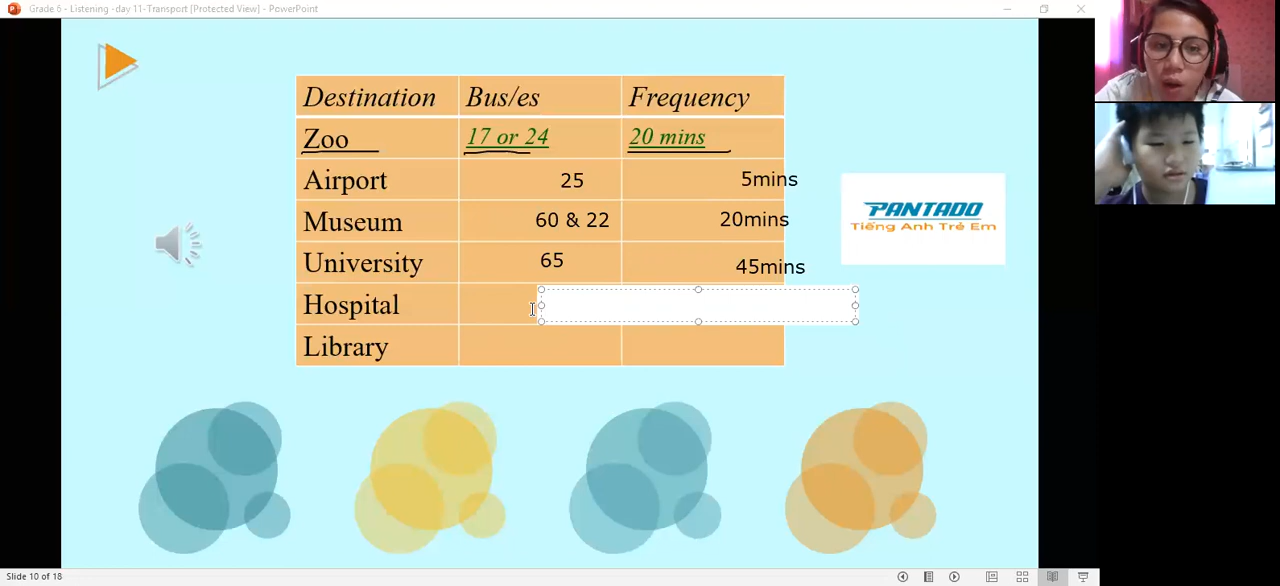 Grade 6 - Listening -day 11-Transport [Protected View] - PowerPoint
Destination Bus/es Frequency
Zoo 17 or 24 20 mins
Airport 25 5mins
Museum 60 & 22 20mins
University 65 45mins
Hospital
Library
PANTADO
Tiếng Anh Trẻ Em
Slide 10 of 18